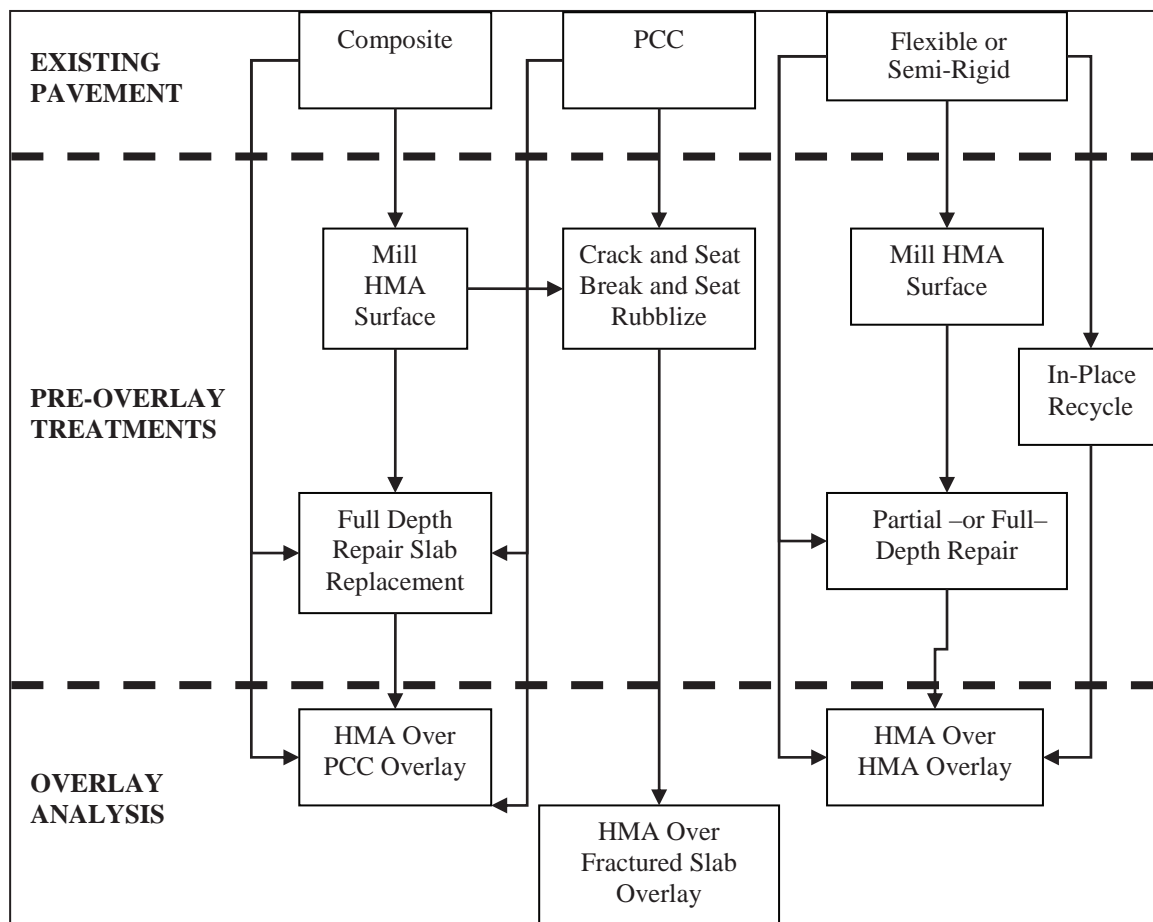 EXISTING
PAVEMENT
Composite
PCC
Flexible or
Semi-Rigid
PRE-OVERLAY
TREATMENTS
Mill
HMA
Surface
Crack and Seat
Break and Seat
Rubblize
Mill HMA
Surface
In-Place
Recycle
Full Depth
Repair Slab
Replacement
Partial –or Full–
Depth Repair
OVERLAY
ANALYSIS
HMA Over
PCC Overlay
HMA Over
Fractured Slab
Overlay
HMA Over
HMA Overlay